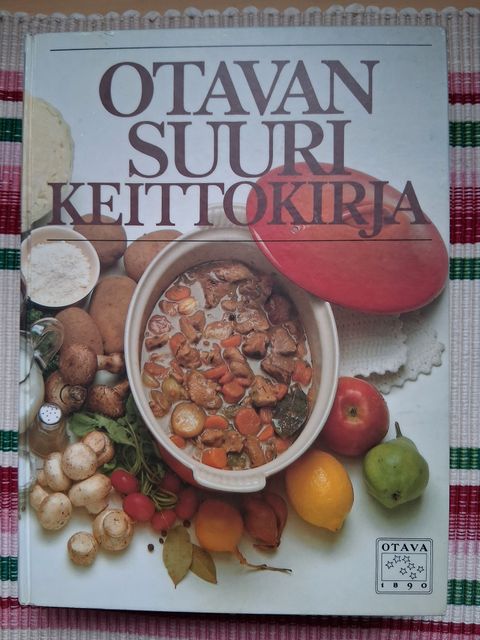 OTAVAN
SUURI
KEITTOKIRJA
OTAVA
1890